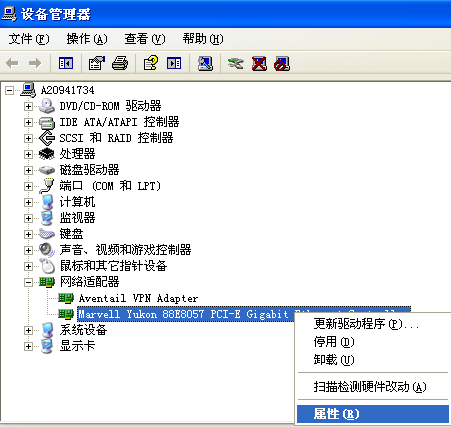 设备管理器
文件(F) 操作(A) 查看(V) 帮助(H)
A20941734
DVD/CD-ROM 驱动器
IDE ATA/ATAPI 控制器
SCSI 和 RAID 控制器
处理器
磁盘驱动器
端口 (COM 和 LPT)
计算机
监视器
键盘
声音、视频和游戏控制器
鼠标和其它指针设备
网络适配器
Aventail VPN Adapter
Marvell Yukon 88E8057 PCI-E Gigabit
系统设备
显示卡
更新驱动程序(P)...
停用(D)
卸载(U)
扫描检测硬件改动(A)
属性(R)